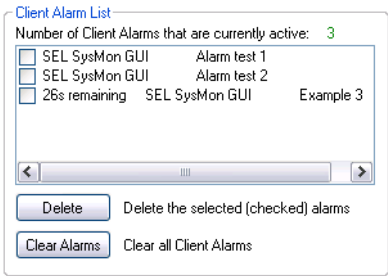 Client Alarm List
Number of Client Alarms that are currently active: 3
SEL SysMon GUI Alarm test 1
SEL SysMon GUI Alarm test 2
26s remaining SEL SysMon GUI Example 3
Delete Delete the selected (checked) alarms
Clear Alarms Clear all Client Alarms